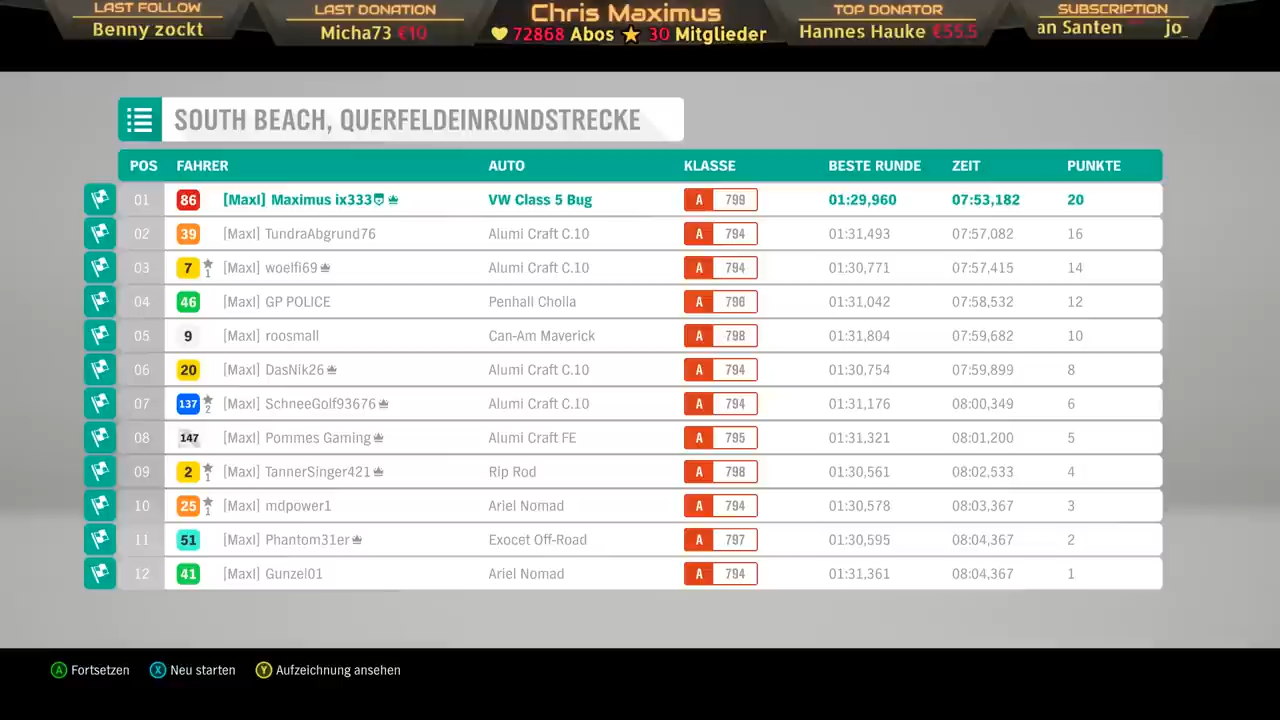 LAST FOLLOW
Benny zockt
LAST DONATION
Micha73 €10
Chris Maximus
72868 Abos 30 Mitglieder
TOP DONATOR
Hannes Hauke €55.5
SUBSCRIPTION
an Santen jo_
SOUTH BEACH, QUERFELDEINRUNDSTRECKE
POS FAHRER AUTO KLASSE BESTE RUNDE ZEIT PUNKTE
01 86 [MaxI] Maximus ix333 VW Class 5 Bug A 799 01:29,960 07:53,182 20
02 39 [MaxI] TundraAbgrund76 Alumi Craft C.10 A 794 01:31,493 07:57,082 16
03 7 1 [MaxI] woelfi69 Alumi Craft C.10 A 794 01:30,771 07:57,415 14
04 46 [MaxI] GP POLICE Penhall Cholla A 796 01:31,042 07:58,532 12
05 9 [MaxI] roosmall Can-Am Maverick A 798 01:31,804 07:59,682 10
06 20 [MaxI] DasNik26 Alumi Craft C.10 A 794 01:30,754 07:59,899 8
07 137 2 [MaxI] SchneeGolf93676 Alumi Craft C.10 A 794 01:31,176 08:00,349 6
08 147 [MaxI] Pommes Gaming Alumi Craft FE A 795 01:31,321 08:01,200 5
09 2 1 [MaxI] TannerSinger421 Rip Rod A 798 01:30,561 08:02,533 4
10 25 1 [MaxI] mdpower1 Ariel Nomad A 794 01:30,578 08:03,367 3
11 51 [MaxI] Phantom31er Exocet Off-Road A 797 01:30,595 08:04,367 2
12 41 [MaxI] Gunzel01 Ariel Nomad A 794 01:31,361 08:04,367 1
A Fortsetzen X Neu starten Y Aufzeichnung ansehen